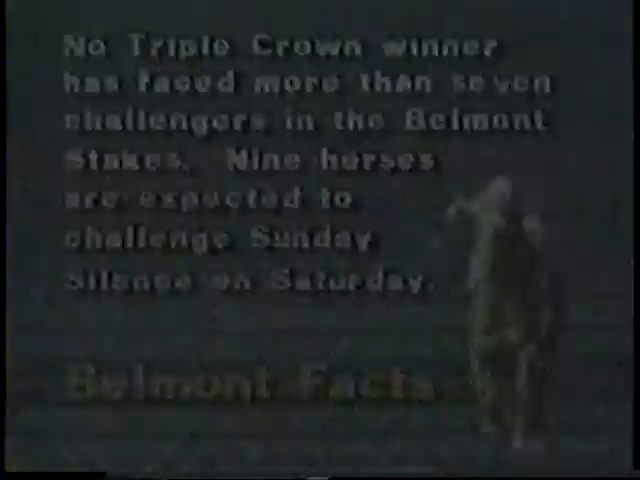 No Triple Crown winner
has faced more than seven
challengers in the Belmont
Stakes. Nine horses
are expected to
challenge Sunday
Silence on Saturday.
Belmont Facts